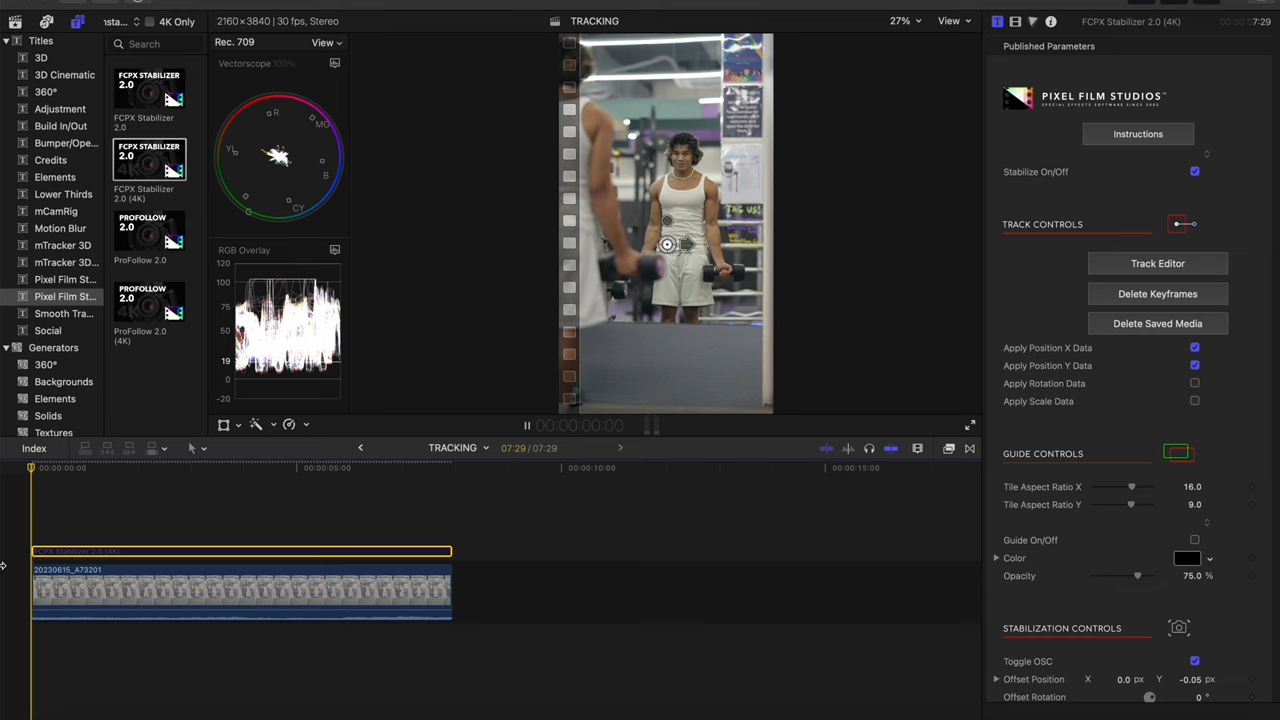 nsta...
4K Only
2160×3840 | 30 fps, Stereo
TRACKING
27%
View
FCPX Stabilizer 2.0 (4K)
7:29
Titles
3D
3D Cinematic
360°
Adjustment
Build In/Out
Bumper/Ope...
Credits
Elements
Lower Thirds
mCamRig
Motion Blur
mTracker 3D
mTracker 3D...
Pixel Film St...
Pixel Film St...
Smooth Tra...
Social
Generators
360°
Backgrounds
Elements
Solids
Textures
Search
FCPX STABILIZER
2.0
FCPX Stabilizer
2.0
FCPX STABILIZER
2.0
4K
FCPX Stabilizer
2.0 (4K)
PROFOLLOW
2.0
ProFollow 2.0
PROFOLLOW
2.0
4K
ProFollow 2.0
(4K)
Rec. 709
View
Vectorscope 100%
R
MG
YL
B
G
CY
RGB Overlay
120
100
75
50
19
0
-20
00:00:00:00
Published Parameters
PIXEL FILM STUDIOS™
SPECIAL EFFECTS SOFTWARE SINCE 2005
Instructions
Stabilize On/Off
TRACK CONTROLS
Track Editor
Delete Keyframes
Delete Saved Media
Apply Position X Data
Apply Position Y Data
Apply Rotation Data
Apply Scale Data
GUIDE CONTROLS
Tile Aspect Ratio X 16.0
Tile Aspect Ratio Y 9.0
Guide On/Off
Color
Opacity 75.0 %
STABILIZATION CONTROLS
Toggle OSC
Offset Position X 0.0 px Y -0.05 px
Offset Rotation 0 °
Index
TRACKING
07:29 / 07:29
00:00:00:00
00:00:05:00
00:00:10:00
00:00:15:00
FCPX Stabilizer 2.0 (4K)
20230615_A73201